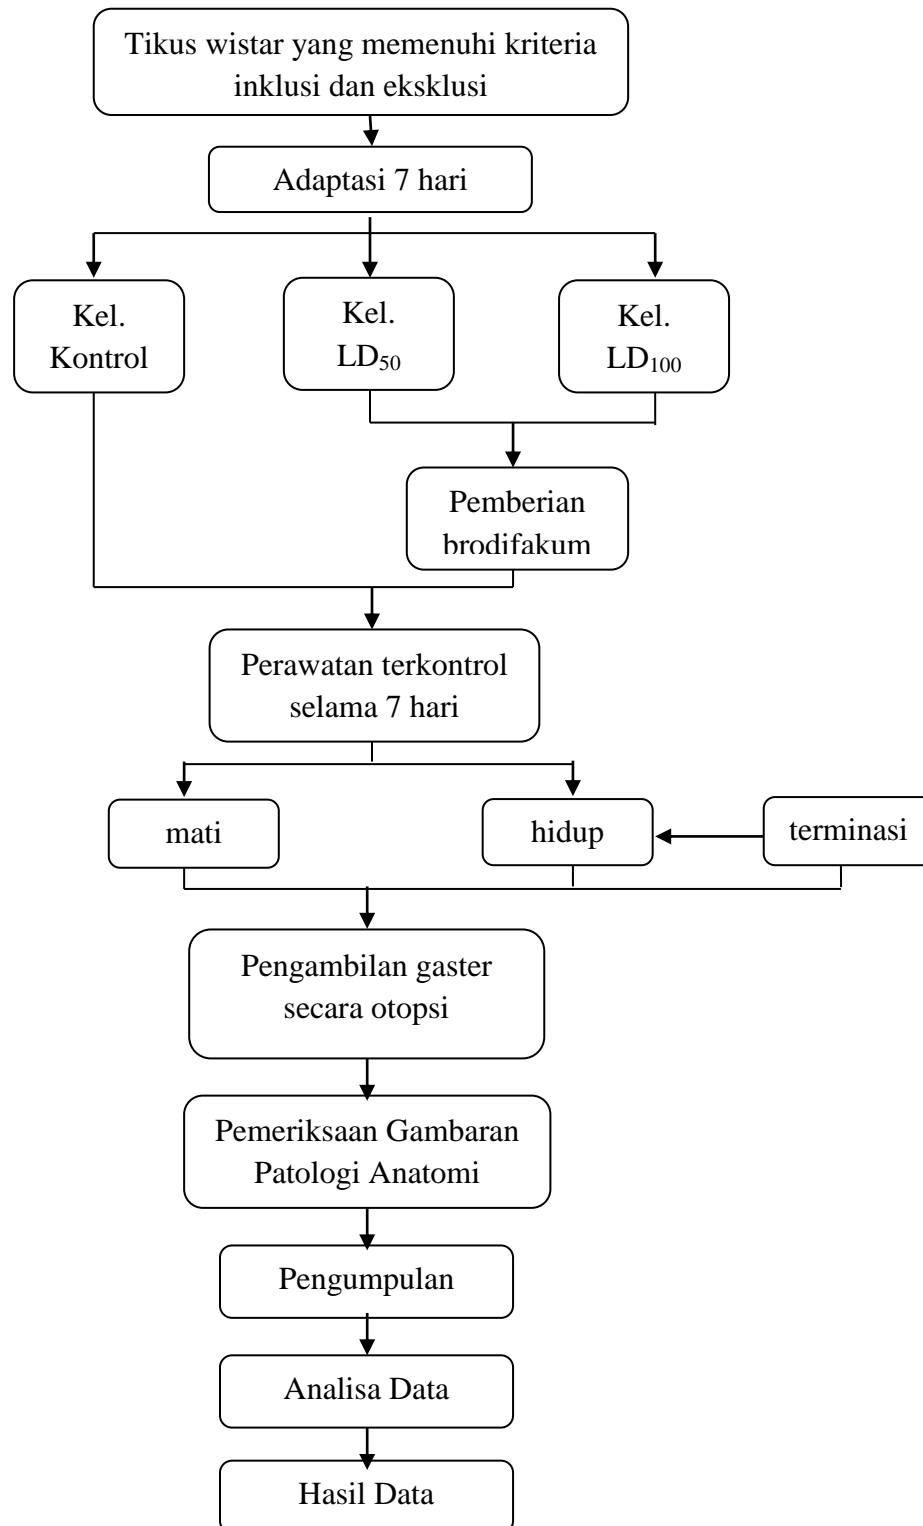 Tikus wistar yang memenuhi kriteria
inklusi dan eksklusi
Adaptasi 7 hari
Kel.
Kontrol
Kel.
LD₅₀
Kel.
LD₁₀₀
Pemberian
brodifakum
Perawatan terkontrol
selama 7 hari
mati
hidup
terminasi
Pengambilan gaster
secara otopsi
Pemeriksaan Gambaran
Patologi Anatomi
Pengumpulan
Analisa Data
Hasil Data